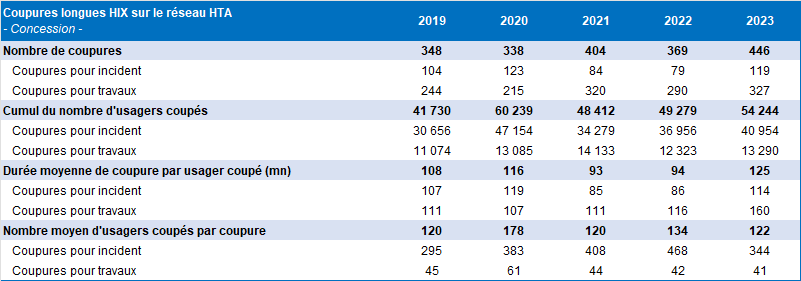 Coupures longues HIX sur le réseau HTA
- Concession - 2019 2020 2021 2022 2023
Nombre de coupures 348 338 404 369 446
Coupures pour incident 104 123 84 79 119
Coupures pour travaux 244 215 320 290 327
Cumul du nombre d'usagers coupés 41 730 60 239 48 412 49 279 54 244
Coupures pour incident 30 656 47 154 34 279 36 956 40 954
Coupures pour travaux 11 074 13 085 14 133 12 323 13 290
Durée moyenne de coupure par usager coupé (mn) 108 116 93 94 125
Coupures pour incident 107 119 85 86 114
Coupures pour travaux 111 107 111 116 160
Nombre moyen d'usagers coupés par coupure 120 178 120 134 122
Coupures pour incident 295 383 408 468 344
Coupures pour travaux 45 61 44 42 41